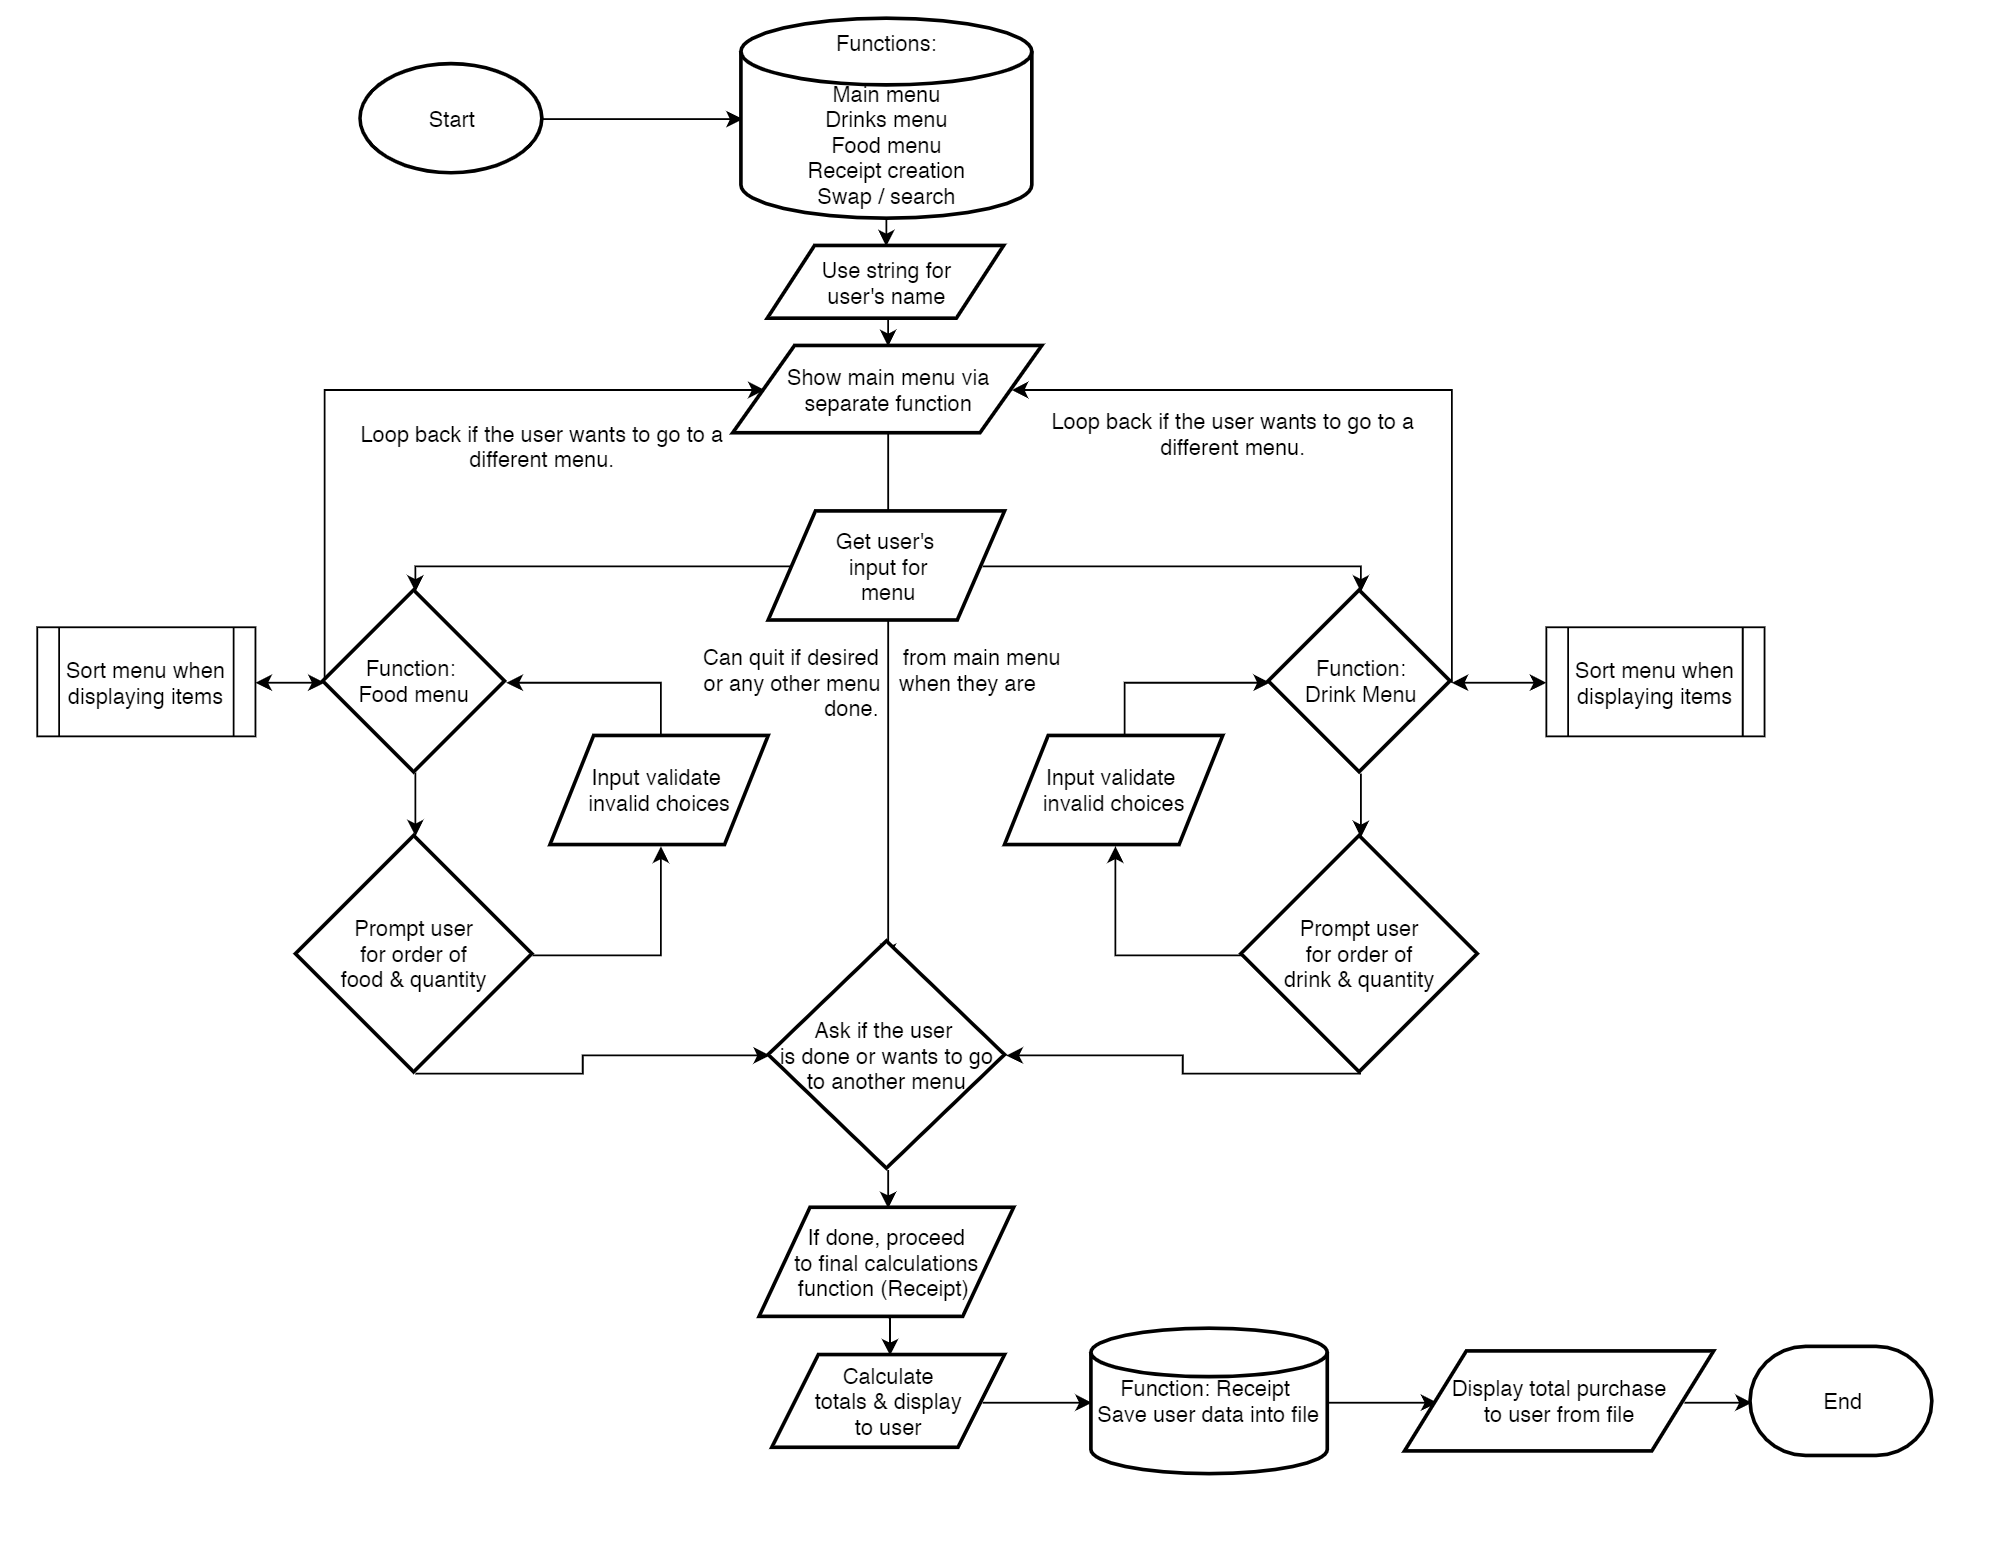 Functions:
Main menu
Drinks menu
Food menu
Receipt creation
Swap / search
Start
Use string for
user's name
Show main menu via
separate function
Loop back if the user wants to go to a
different menu.
Loop back if the user wants to go to a
different menu.
Get user's
input for
menu
Sort menu when
displaying items
Function:
Food menu
Can quit if desired from main menu
or any other menu when they are
done.
Function:
Drink Menu
Sort menu when
displaying items
Input validate
invalid choices
Input validate
invalid choices
Prompt user
for order of
food & quantity
Prompt user
for order of
drink & quantity
Ask if the user
is done or wants to go
to another menu
If done, proceed
to final calculations
function (Receipt)
Calculate
totals & display
to user
Function: Receipt
Save user data into file
Display total purchase
to user from file
End